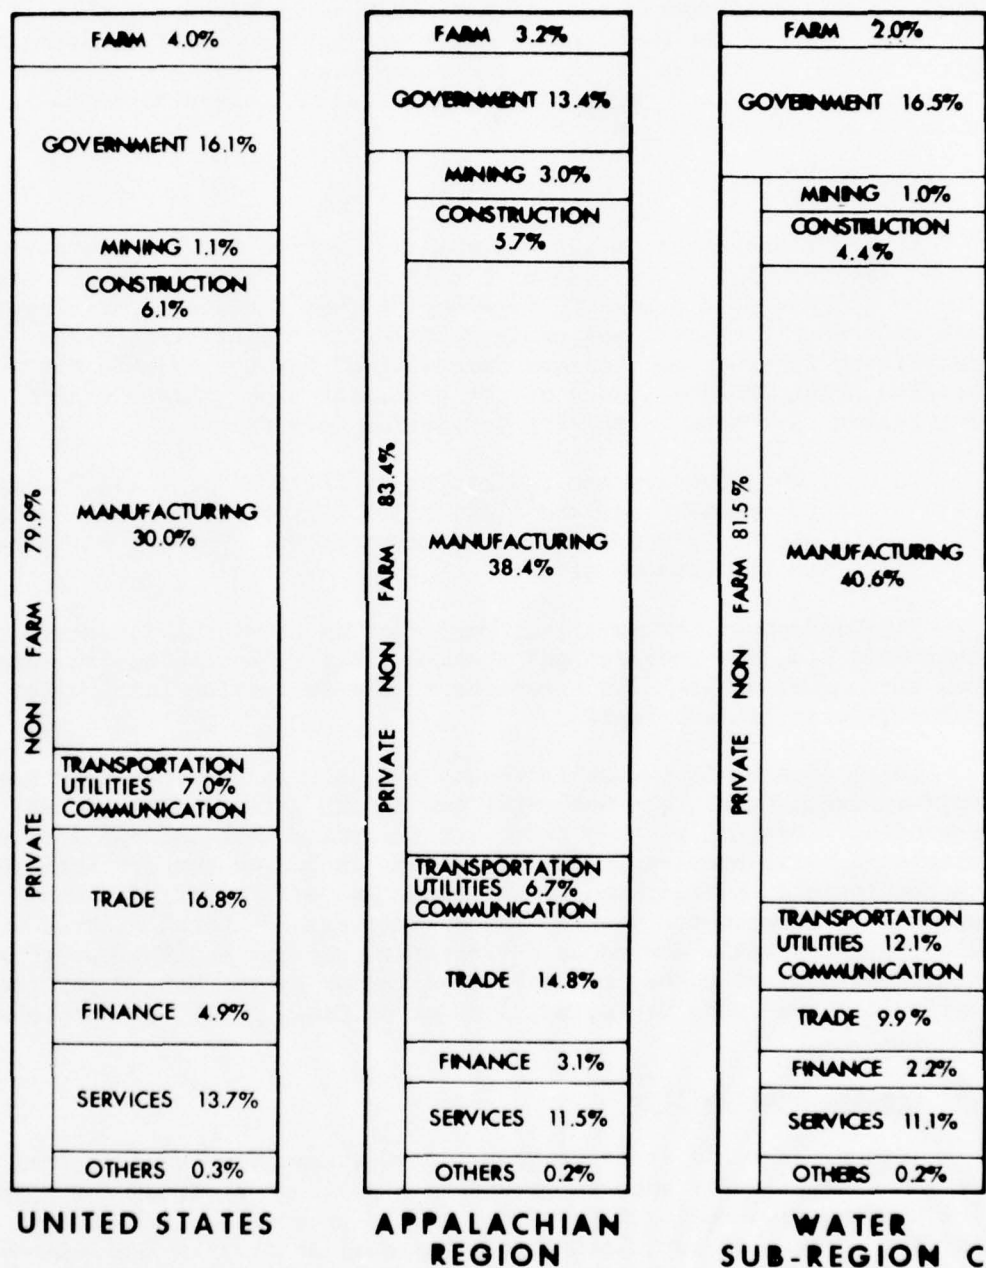 FARM 4.0%
GOVERNMENT 16.1%
MINING 1.1%
CONSTRUCTION
6.1%
PRIVATE NON FARM 79.9%
MANUFACTURING
30.0%
TRANSPORTATION
UTILITIES 7.0%
COMMUNICATION
TRADE 16.8%
FINANCE 4.9%
SERVICES 13.7%
OTHERS 0.3%
UNITED STATES
FARM 3.2%
GOVERNMENT 13.4%
MINING 3.0%
CONSTRUCTION
5.7%
PRIVATE NON FARM 83.4%
MANUFACTURING
38.4%
TRANSPORTATION
UTILITIES 6.7%
COMMUNICATION
TRADE 14.8%
FINANCE 3.1%
SERVICES 11.5%
OTHERS 0.2%
APPALACHIAN
REGION
FARM 2.0%
GOVERNMENT 16.5%
MINING 1.0%
CONSTRUCTION
4.4%
PRIVATE NON FARM 81.5%
MANUFACTURING
40.6%
TRANSPORTATION
UTILITIES 12.1%
COMMUNICATION
TRADE 9.9%
FINANCE 2.2%
SERVICES 11.1%
OTHERS 0.2%
WATER
SUB-REGION C